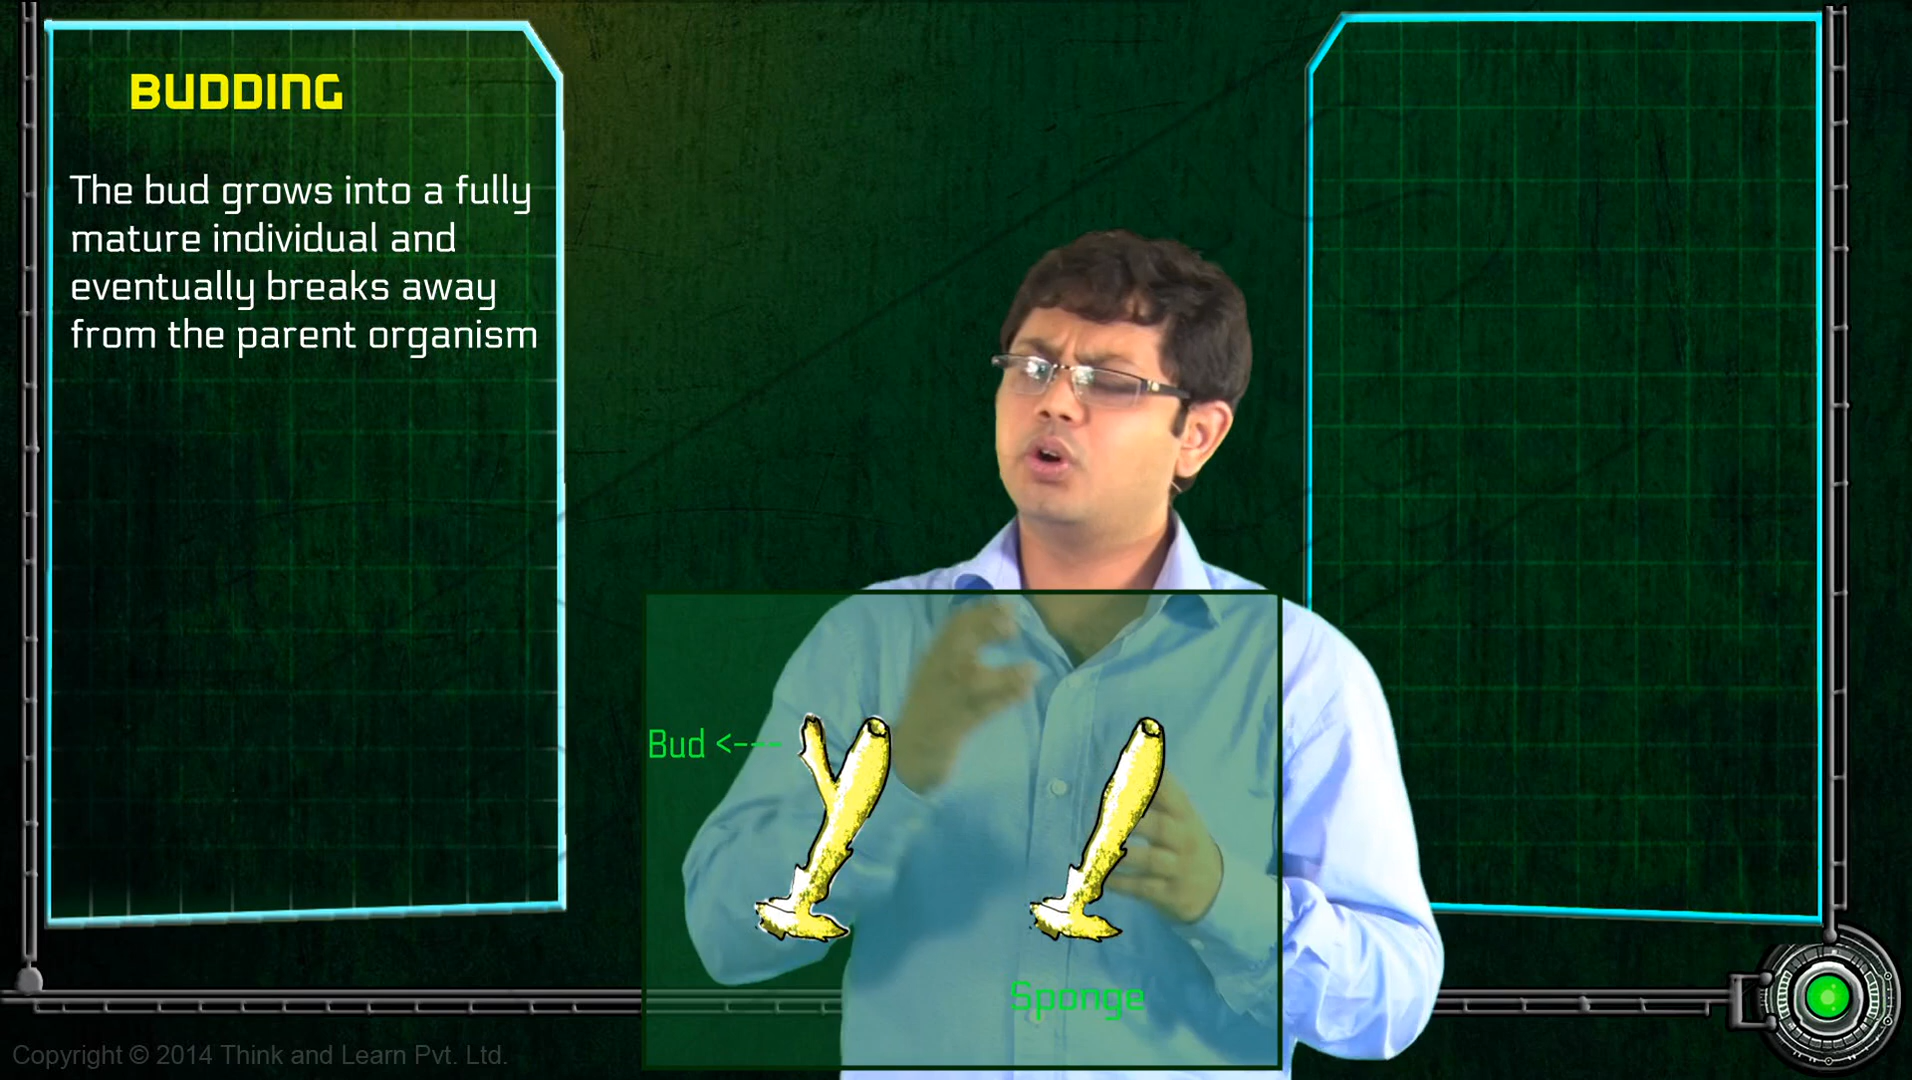 BUDDING
The bud grows into a fully
mature individual and
eventually breaks away
from the parent organism
Bud <---
Sponge
Copyright © 2014 Think and Learn Pvt. Ltd.